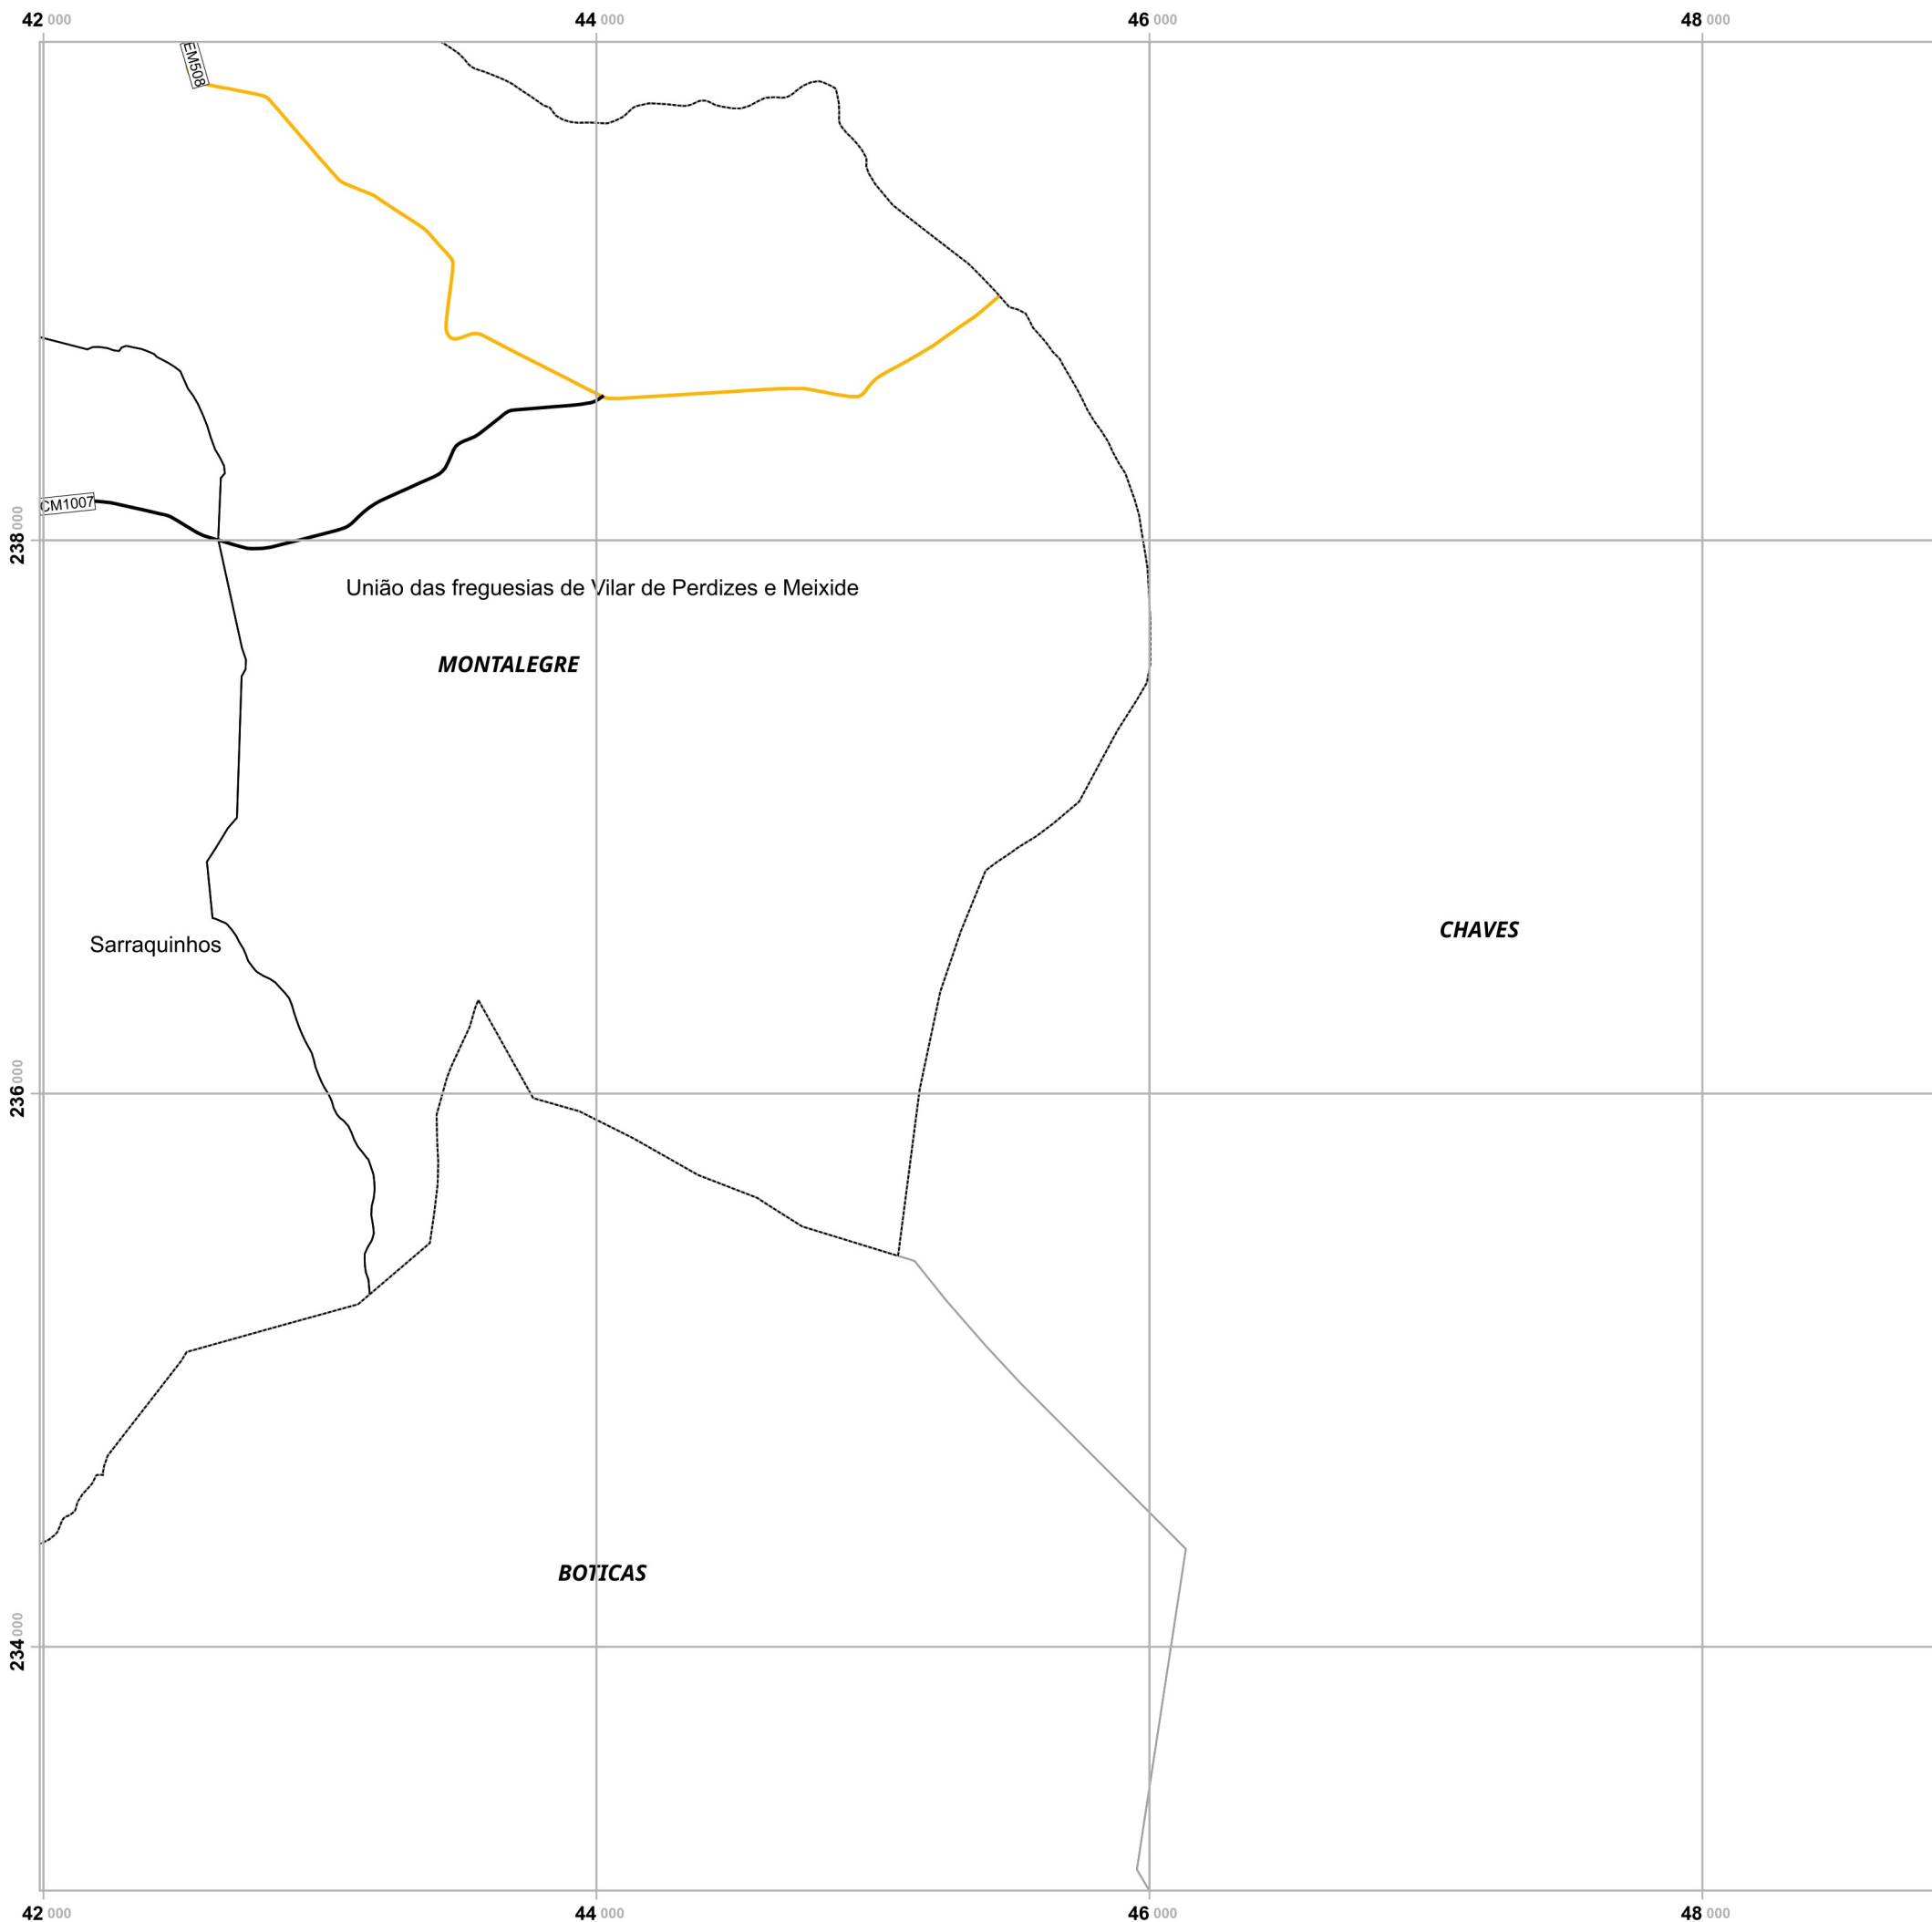 42 000 44 000 46 000 48 000
EM508
CM1007
238 000
União das freguesias de Vilar de Perdizes e Meixide
MONTALEGRE
CHAVES
Sarraquinhos
236 000
BOTICAS
234 000
42 000 44 000 46 000 48 000